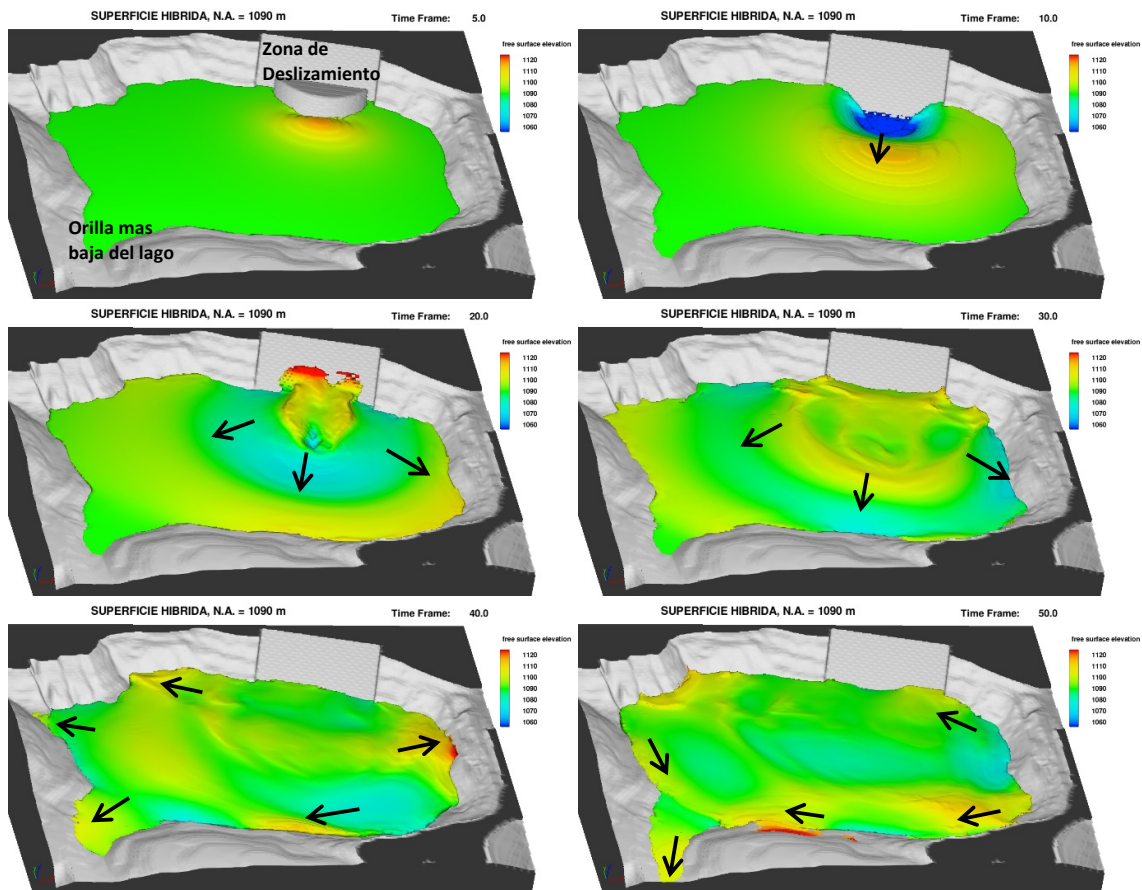 SUPERFICIE HIBRIDA, N.A. = 1090 m Time Frame: 5.0
free surface elevation
1120
1110
1100
1090
1080
1070
1060
Zona de
Deslizamiento
Orilla mas
baja del lago
SUPERFICIE HIBRIDA, N.A. = 1090 m Time Frame: 10.0
free surface elevation
1120
1110
1100
1090
1080
1070
1060
SUPERFICIE HIBRIDA, N.A. = 1090 m Time Frame: 20.0
free surface elevation
1120
1110
1100
1090
1080
1070
1060
SUPERFICIE HIBRIDA, N.A. = 1090 m Time Frame: 30.0
free surface elevation
1120
1110
1100
1090
1080
1070
1060
SUPERFICIE HIBRIDA, N.A. = 1090 m Time Frame: 40.0
free surface elevation
1120
1110
1100
1090
1080
1070
1060
SUPERFICIE HIBRIDA, N.A. = 1090 m Time Frame: 50.0
free surface elevation
1120
1110
1100
1090
1080
1070
1060